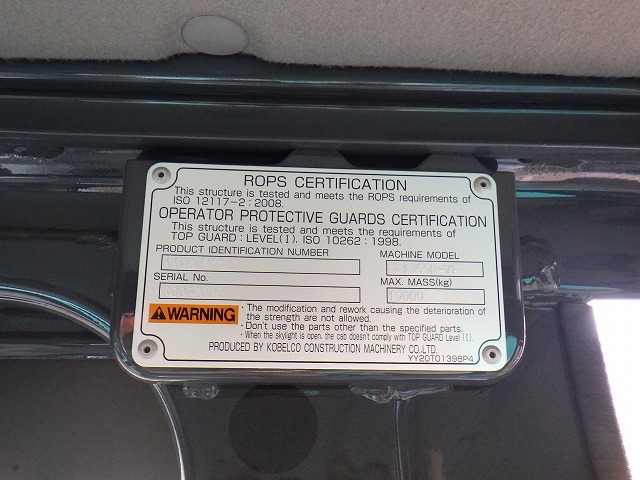 ROPS CERTIFICATION
This structure is tested and meets the ROPS requirements of
ISO 12117-2 : 2008.
OPERATOR PROTECTIVE GUARDS CERTIFICATION
This structure is tested and meets the requirements of
TOP GUARD : LEVEL(I), ISO 10262 : 1998.
PRODUCT IDENTIFICATION NUMBER
MACHINE MODEL
SERIAL No.
MAX. MASS(kg)
15000
WARNING
· The modification and rework causing the deterioration of
the strength are not allowed.
· Don't use the parts other than the specified parts.
· When the skylight is open, the cab doesn't comply with TOP GUARD Level (I).
PRODUCED BY KOBELCO CONSTRUCTION MACHINERY CO.,LTD.
YY20T01398P4